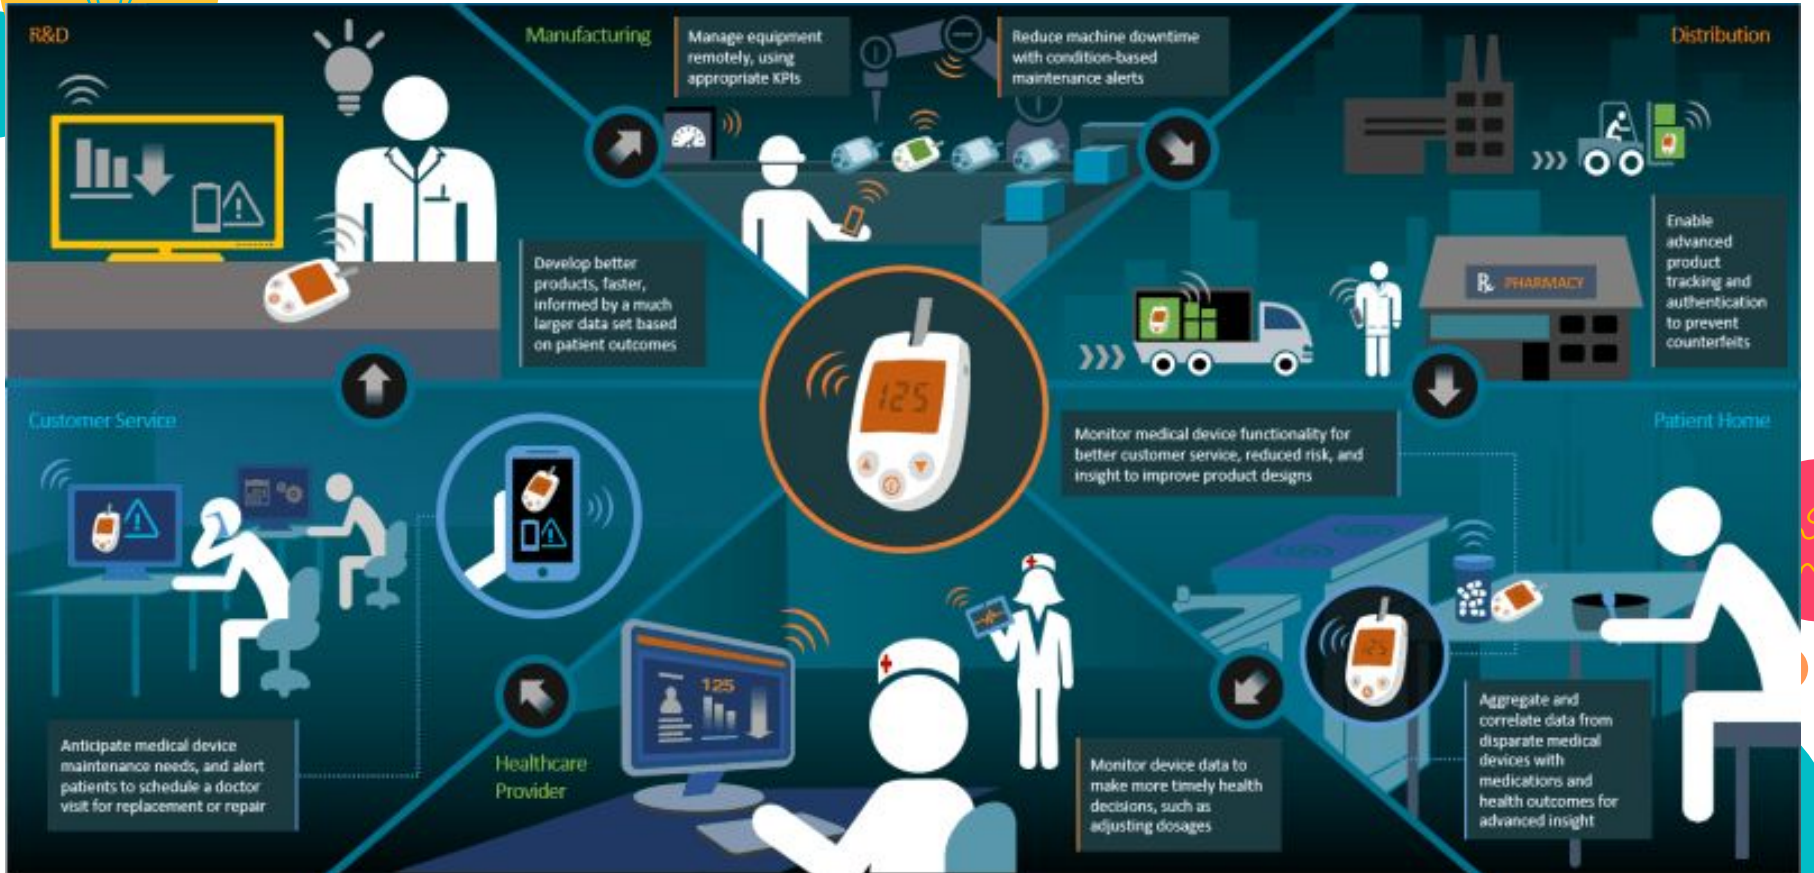 R&D
Manufacturing
Manage equipment
remotely, using
appropriate KPIs
Reduce machine downtime
with condition-based
maintenance alerts
Distribution
Enable
advanced
product
tracking and
authentication
to prevent
counterfeits
Rx PHARMACY
Develop better
products, faster,
informed by a much
larger data set based
on patient outcomes
125
Customer Service
Monitor medical device functionality for
better customer service, reduced risk, and
insight to improve product designs
Patient Home
125
125
Aggregate and
correlate data from
disparate medical
devices with
medications and
health outcomes for
advanced insight
Anticipate medical device
maintenance needs, and alert
patients to schedule a doctor
visit for replacement or repair
Healthcare
Provider
Monitor device data to
make more timely health
decisions, such as
adjusting dosages